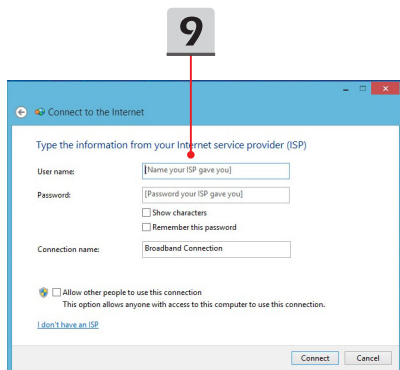 9
Connect to the Internet
Type the information from your Internet service provider (ISP)
User name: [Name your ISP gave you]
Password: [Password your ISP gave you]
Show characters
Remember this password
Connection name: Broadband Connection
Allow other people to use this connection
This option allows anyone with access to this computer to use this connection.
I don't have an ISP
Connect Cancel